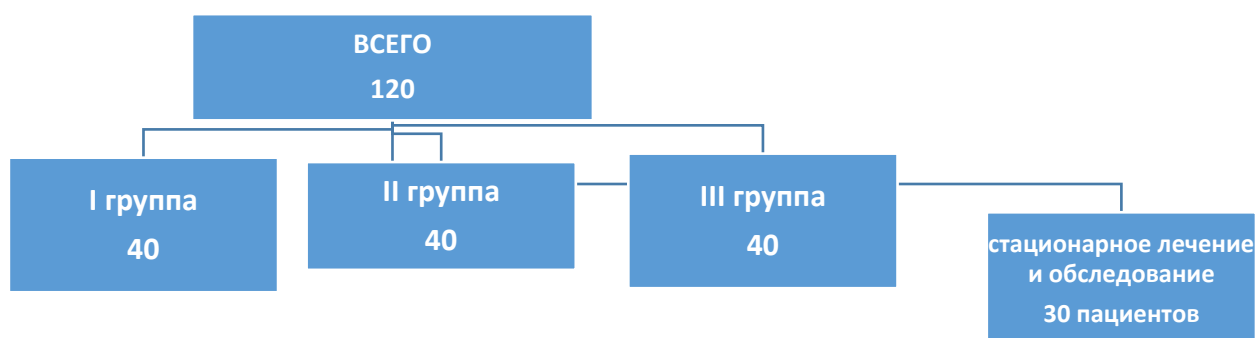 ВСЕГО
120
I группа
40
II группа
40
III группа
40
стационарное лечение
и обследование
30 пациентов